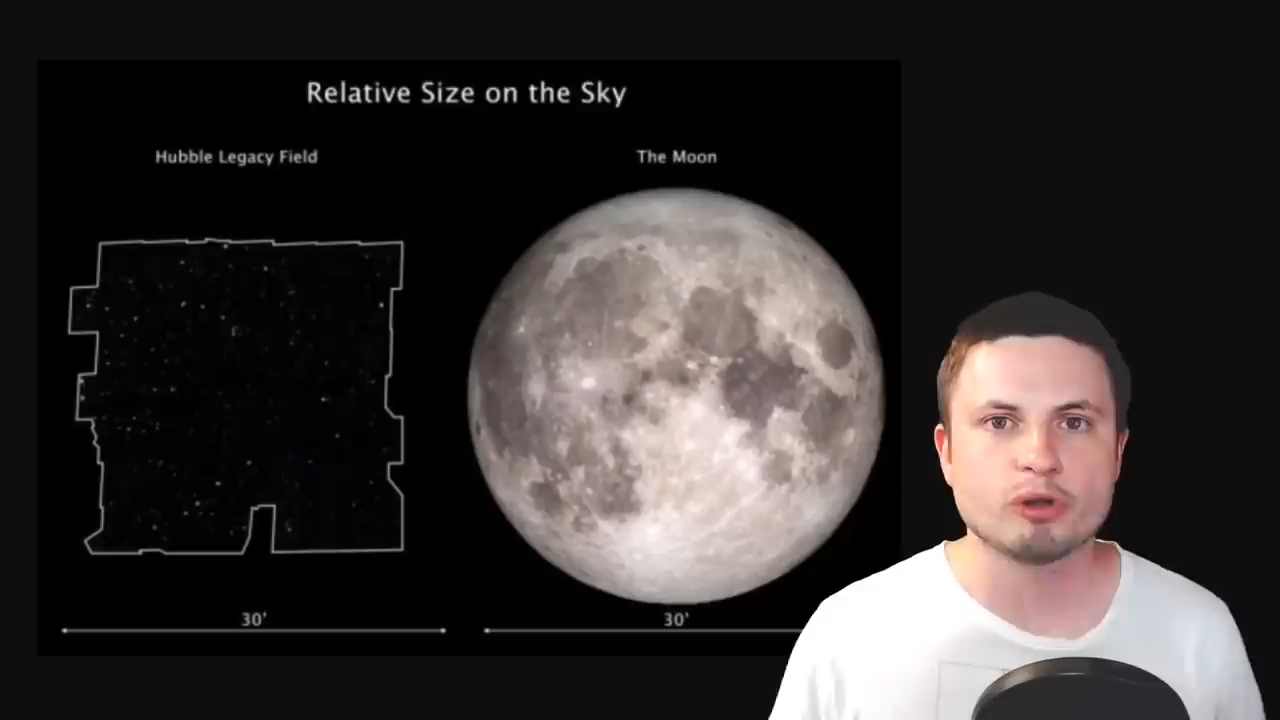 Relative Size on the Sky
Hubble Legacy Field
The Moon
30'
30'